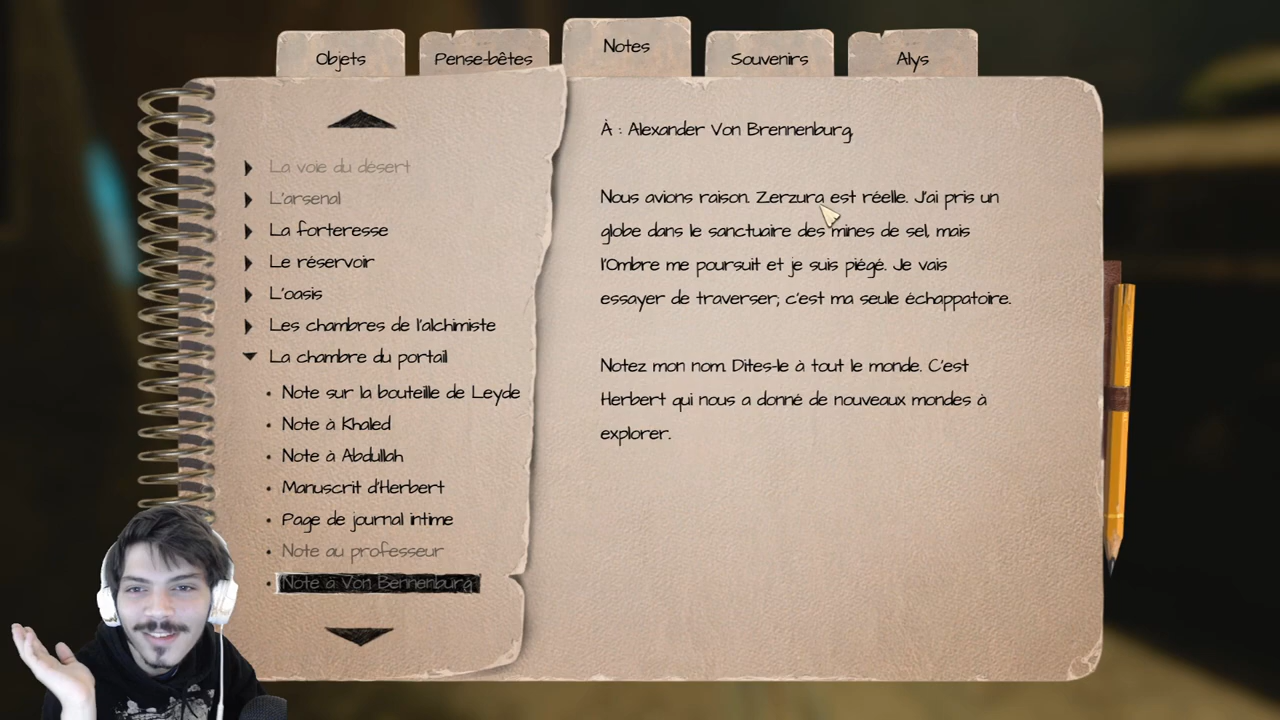 Objets
Pense-bêtes
Notes
Souvenirs
Alys
La voie du désert
L'arsenal
La forteresse
Le réservoir
L'oasis
Les chambres de l'alchimiste
La chambre du portail
• Note sur la bouteille de Leyde
• Note à Khaled
• Note à Abdullah
• Manuscrit d'Herbert
• Page de journal intime
• Note au professeur
• Note à Von Bennenburg
À : Alexander Von Brennenburg,
Nous avions raison. Zerzura est réelle. J'ai pris un
globe dans le sanctuaire des mines de sel, mais
l'Ombre me poursuit et je suis piégé. Je vais
essayer de traverser; c'est ma seule échappatoire.
Notez mon nom. Dites-le à tout le monde. C'est
Herbert qui nous a donné de nouveaux mondes à
explorer.